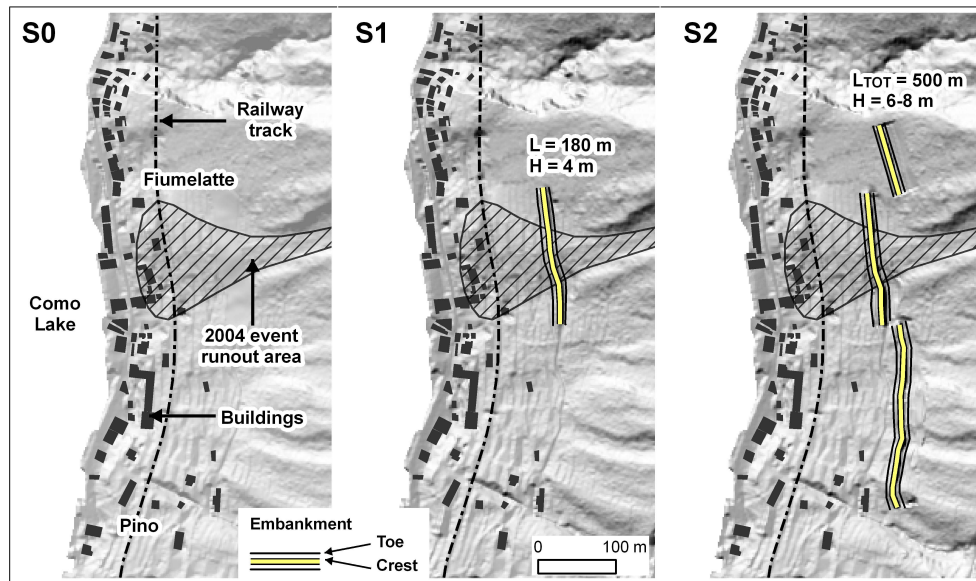 S0
S1
S2
Railway
track
Fiumelatte
Como
Lake
2004 event
runout area
Buildings
Pino
Embankment
Toe
Crest
L = 180 m
H = 4 m
0 100 m
LTOT = 500 m
H = 6-8 m